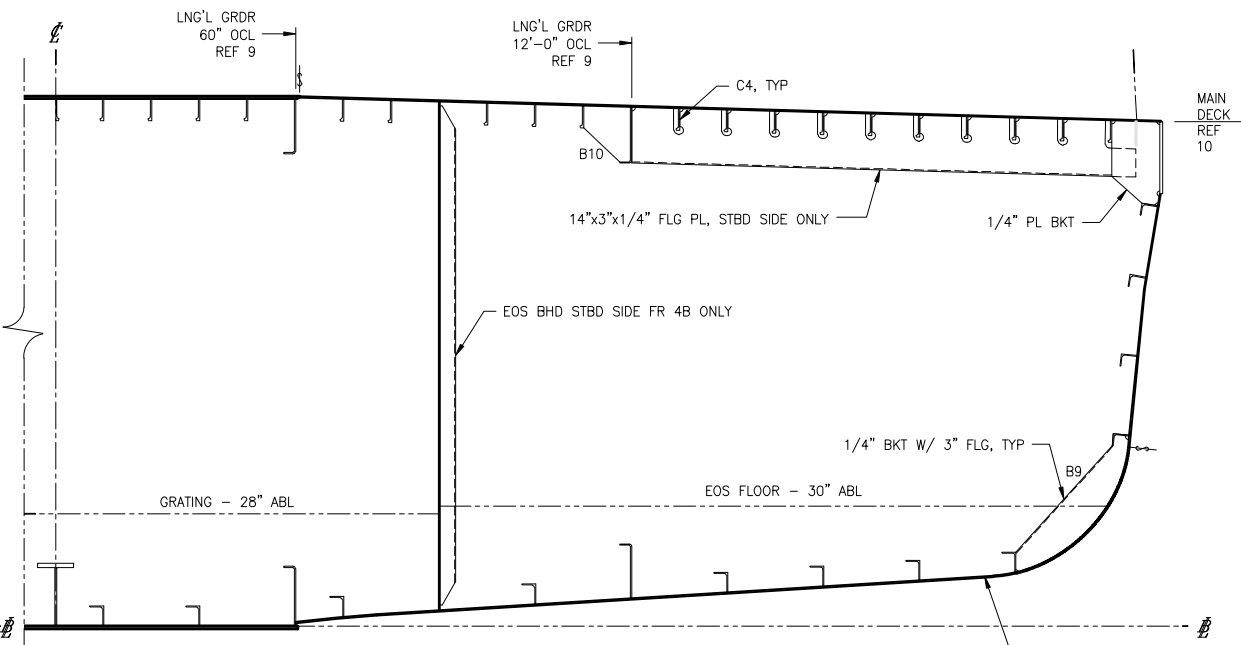 LNG'L GRDR
60" OCL
REF 9
LNG'L GRDR
12'-0" OCL
REF 9
C4, TYP
MAIN
DECK
REF
10
B10
14"x3"x1/4" FLG PL, STBD SIDE ONLY
1/4" PL BKT
EOS BHD STBD SIDE FR 4B ONLY
1/4" BKT W/ 3" FLG, TYP
B9
GRATING - 28" ABL
EOS FLOOR - 30" ABL